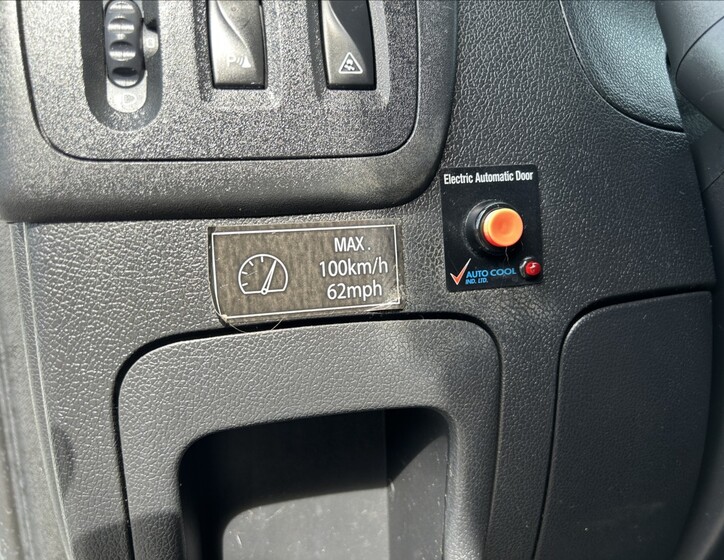 Electric Automatic Door
MAX.
100km/h
62mph
AUTO COOL
IND. LTD.